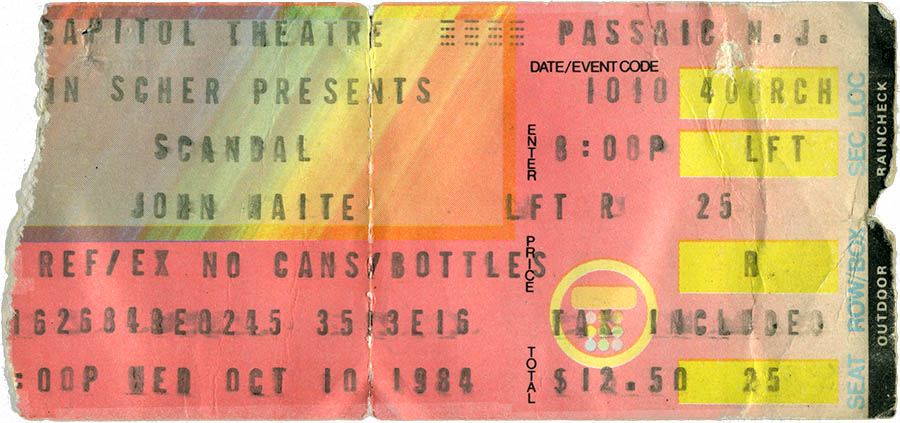 CAPITOL THEATRE PASSAIC N.J.
DATE/EVENT CODE
HN SCHER PRESENTS 1010 40ORCH
SCANDAL ENTER 8:00P LFT
JOHN WAITE LFT R 25
REF/EX NO CANS/BOTTLES PRICE R
TAX INCLUDED
:00P WED OCT 10 1984 TOTAL $12.50 25
SEC LOC
ROW/BOX
SEAT
RAINCHECK
OUTDOOR